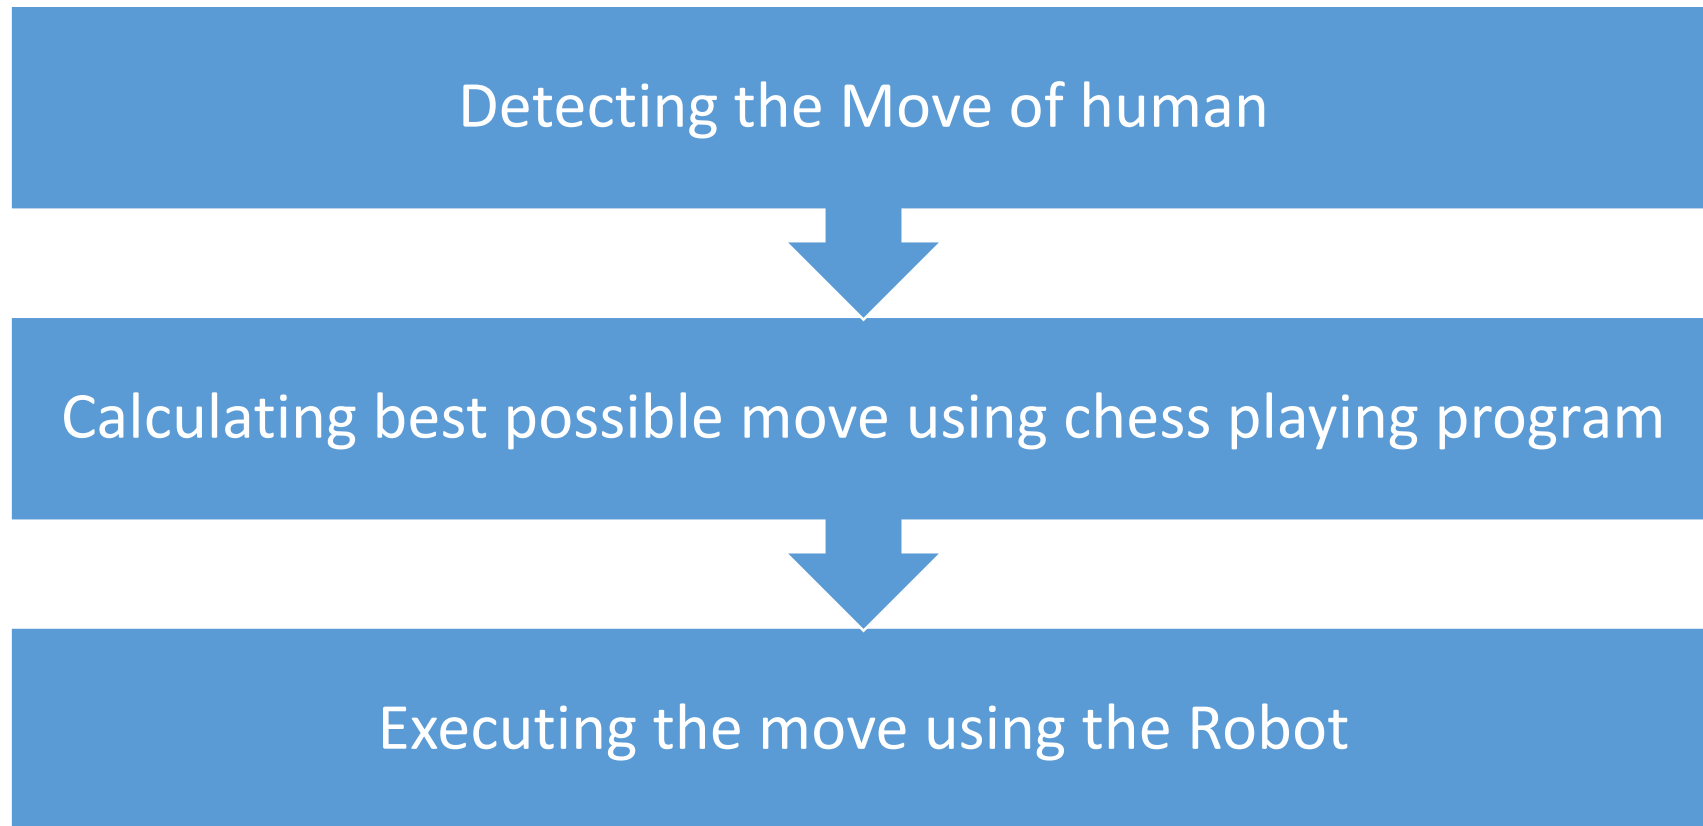 Detecting the Move of human
Calculating best possible move using chess playing program
Executing the move using the Robot